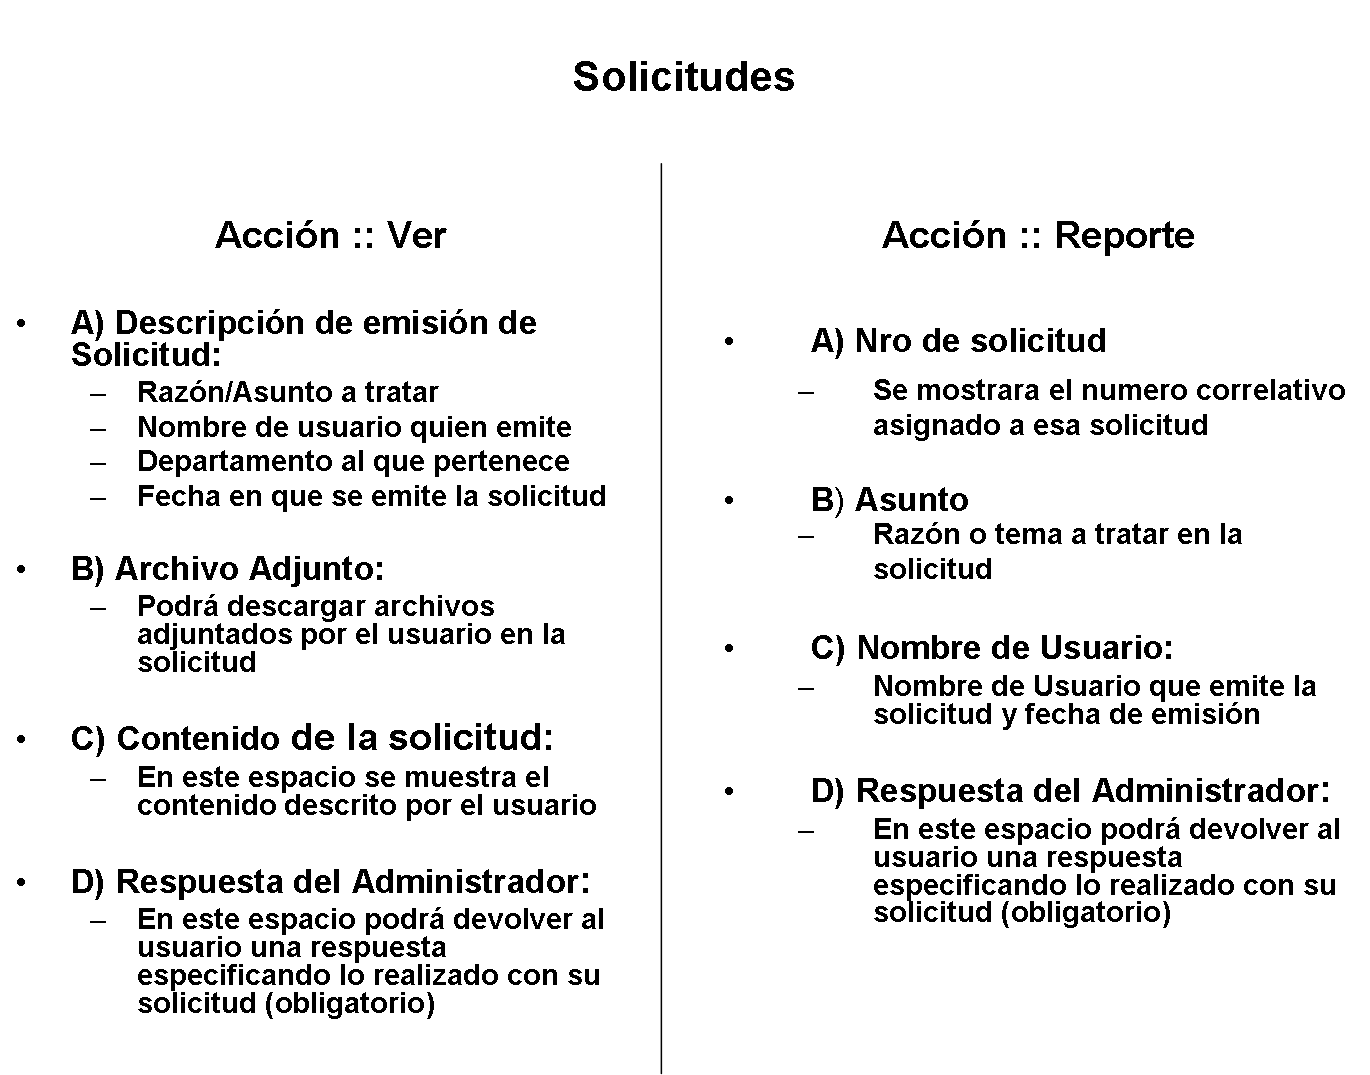 Solicitudes
Acción :: Ver
• A) Descripción de emisión de
Solicitud:
– Razón/Asunto a tratar
– Nombre de usuario quien emite
– Departamento al que pertenece
– Fecha en que se emite la solicitud
• B) Archivo Adjunto:
– Podrá descargar archivos
adjuntados por el usuario en la
solicitud
• C) Contenido de la solicitud:
– En este espacio se muestra el
contenido descrito por el usuario
• D) Respuesta del Administrador:
– En este espacio podrá devolver al
usuario una respuesta
especificando lo realizado con su
solicitud (obligatorio)
Acción :: Reporte
• A) Nro de solicitud
– Se mostrara el numero correlativo
asignado a esa solicitud
• B) Asunto
– Razón o tema a tratar en la
solicitud
• C) Nombre de Usuario:
– Nombre de Usuario que emite la
solicitud y fecha de emisión
• D) Respuesta del Administrador:
– En este espacio podrá devolver al
usuario una respuesta
especificando lo realizado con su
solicitud (obligatorio)